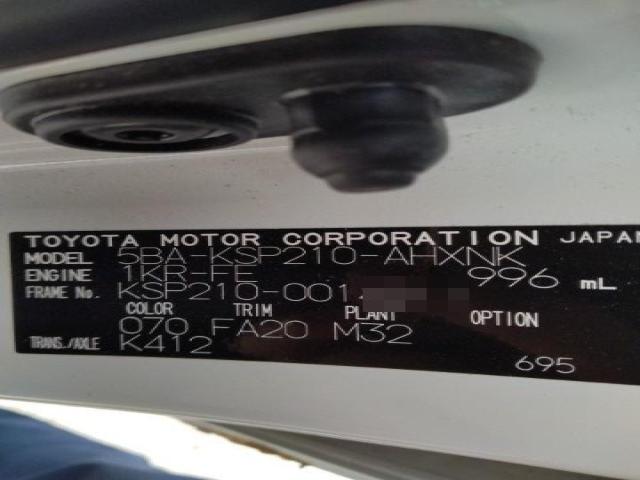 TOYOTA MOTOR CORPORATION JAPAN
MODEL 5BA-KSP210-AHXNK
ENGINE 1KR-FE 996 mL
FRAME No. KSP210-001
COLOR TRIM PLANT OPTION
070 FA20 M32
TRANS./AXLE K412
695